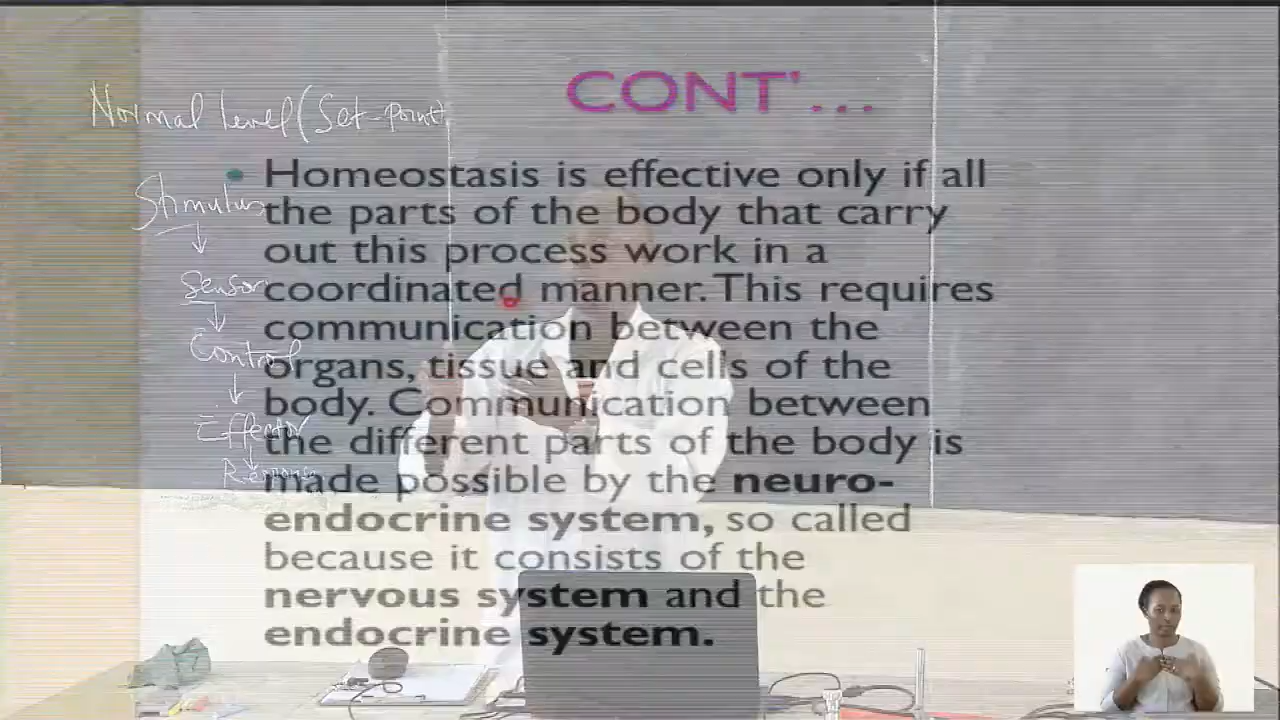 CONT'...
Normal Level (Set-point)
• Homeostasis is effective only if all
the parts of the body that carry
out this process work in a
coordinated manner. This requires
communication between the
organs, tissue and cells of the
body. Communication between
the different parts of the body is
made possible by the neuro-
endocrine system, so called
because it consists of the
nervous system and the
endocrine system.
Stimulus
↓
Sensor
↓
Control
↓
Effector
↓
Response